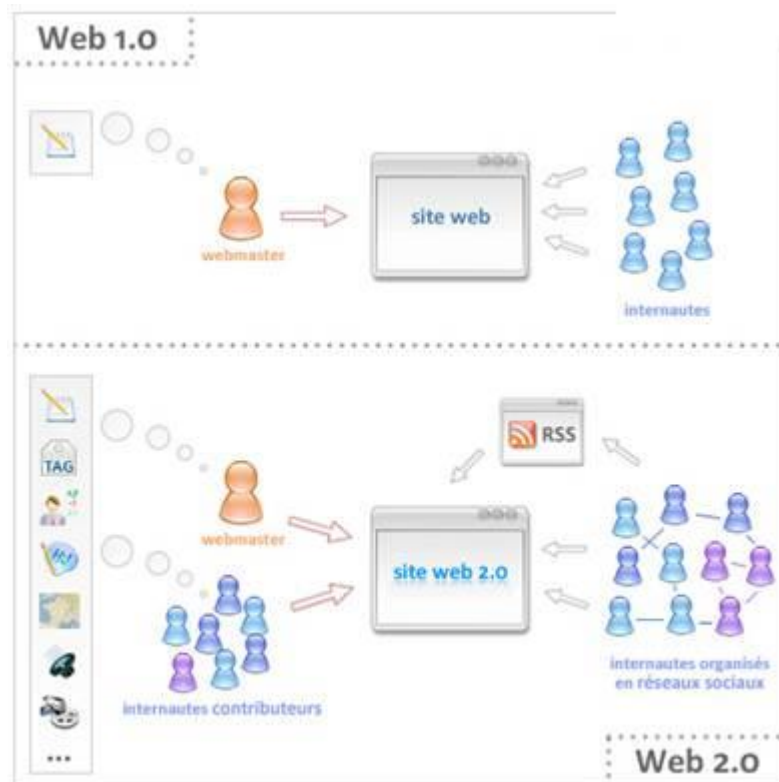 Web 1.0
webmaster
site web
internautes
TAG
RSS
webmaster
site web 2.0
internautes contributeurs
internautes organisés
en réseaux sociaux
...
Web 2.0